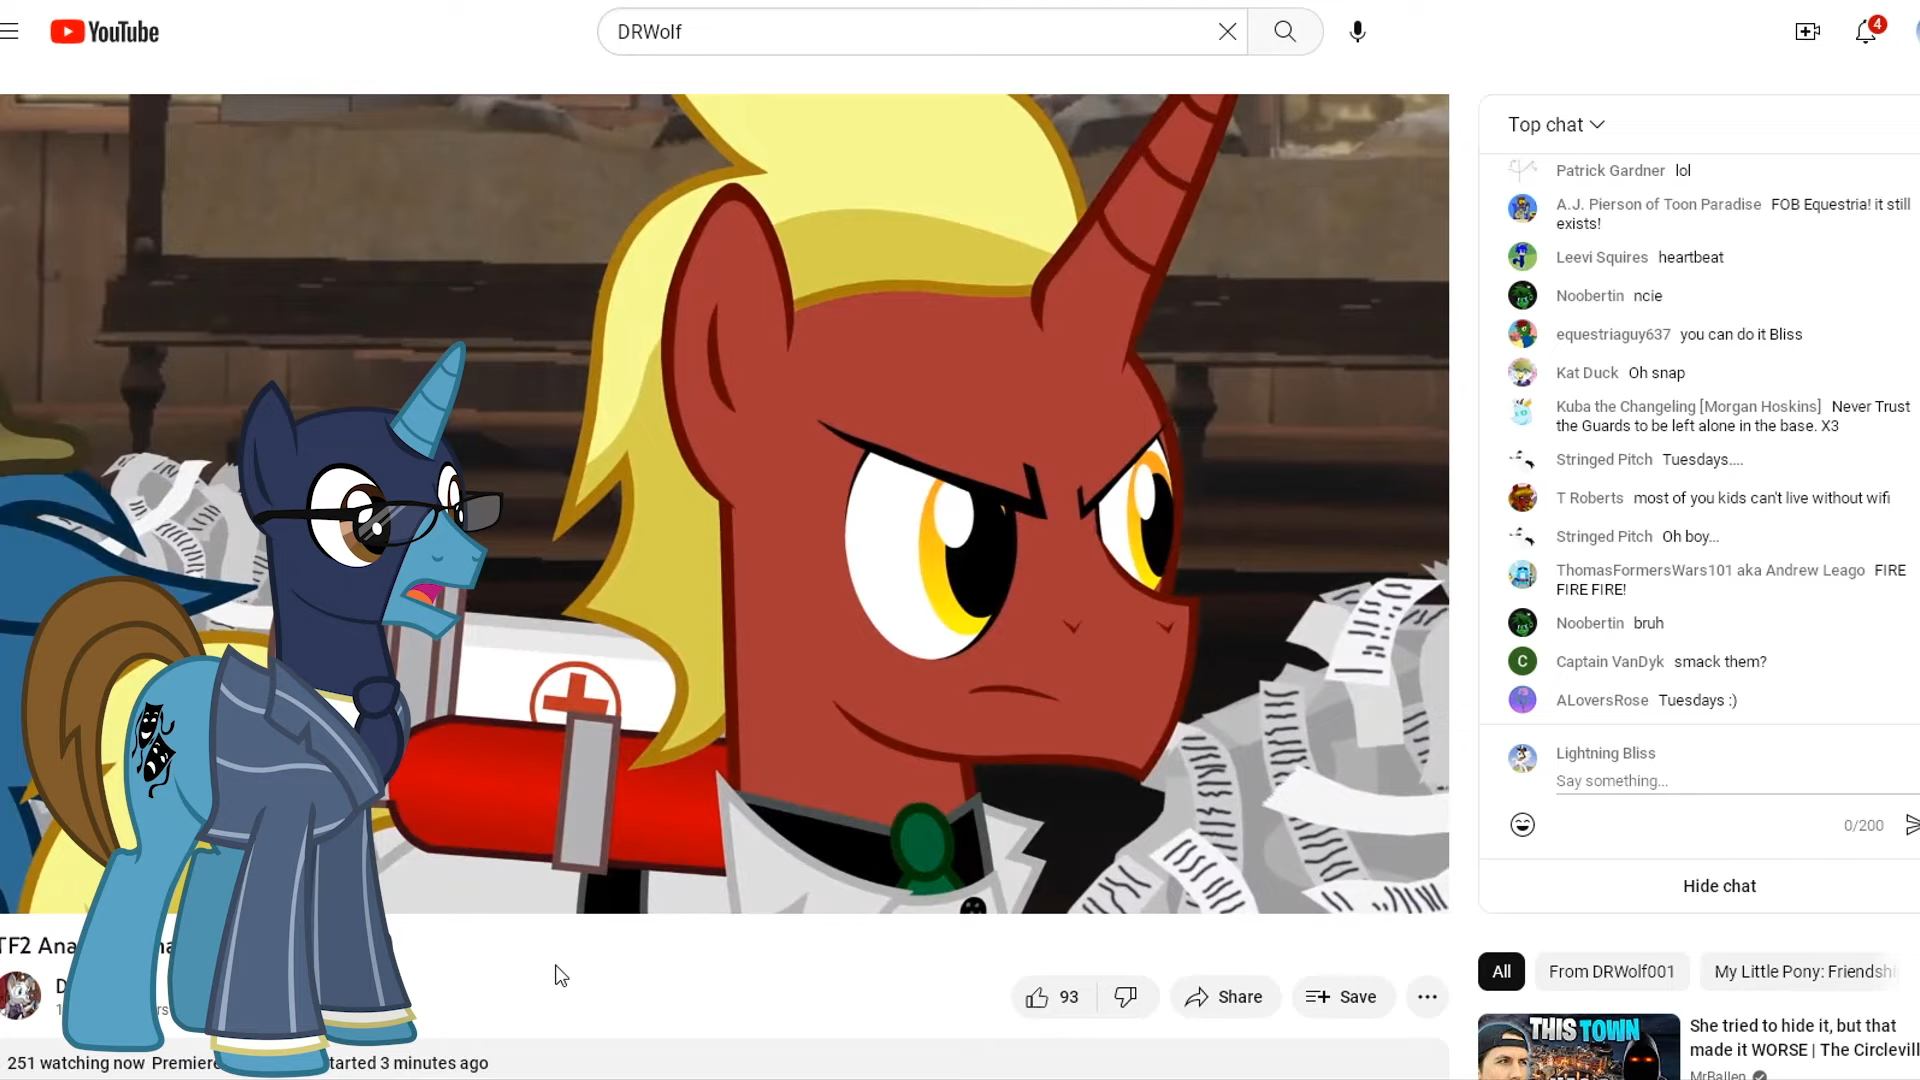 YouTube
DRWolf
4
Top chat
Patrick Gardner lol
A.J. Pierson of Toon Paradise FOB Equestria! it still
exists!
Leevi Squires heartbeat
Noobertin ncie
equestriaguy637 you can do it Bliss
Kat Duck Oh snap
Kuba the Changeling [Morgan Hoskins] Never Trust
the Guards to be left alone in the base. X3
Stringed Pitch Tuesdays....
T Roberts most of you kids can't live without wifi
Stringed Pitch Oh boy...
ThomasFormersWars101 aka Andrew Leago FIRE
FIRE FIRE!
Noobertin bruh
C
Captain VanDyk smack them?
ALoversRose Tuesdays :)
Lightning Bliss
Say something...
0/200
Hide chat
TF2 Ana
D
93
Share
Save
251 watching now Premiere
tarted 3 minutes ago
All
From DRWolf001
My Little Pony: Friendshi
THIS TOWN
She tried to hide it, but that
made it WORSE | The Circlevill
MrBallen